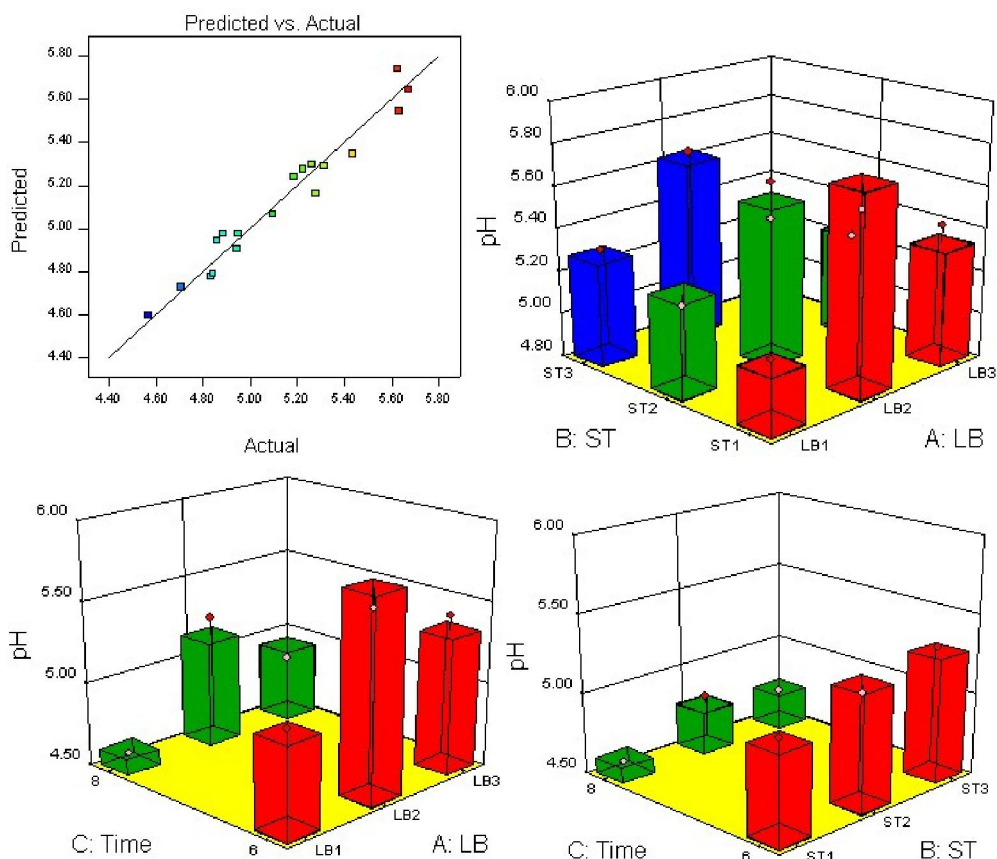 Predicted vs. Actual
5.80
5.60
5.40
5.20
5.00
4.80
4.60
4.40
Predicted
4.40 4.60 4.80 5.00 5.20 5.40 5.60 5.80
Actual
6.00
5.80
5.60
5.40
5.20
5.00
4.80
pH
ST3
ST2
ST1
LB1
LB2
LB3
B: ST
A: LB
6.00
5.50
5.00
4.50
pH
8
6
LB1
LB2
LB3
C: Time
A: LB
6.00
5.50
5.00
4.50
pH
8
6
ST1
ST2
ST3
C: Time
B: ST